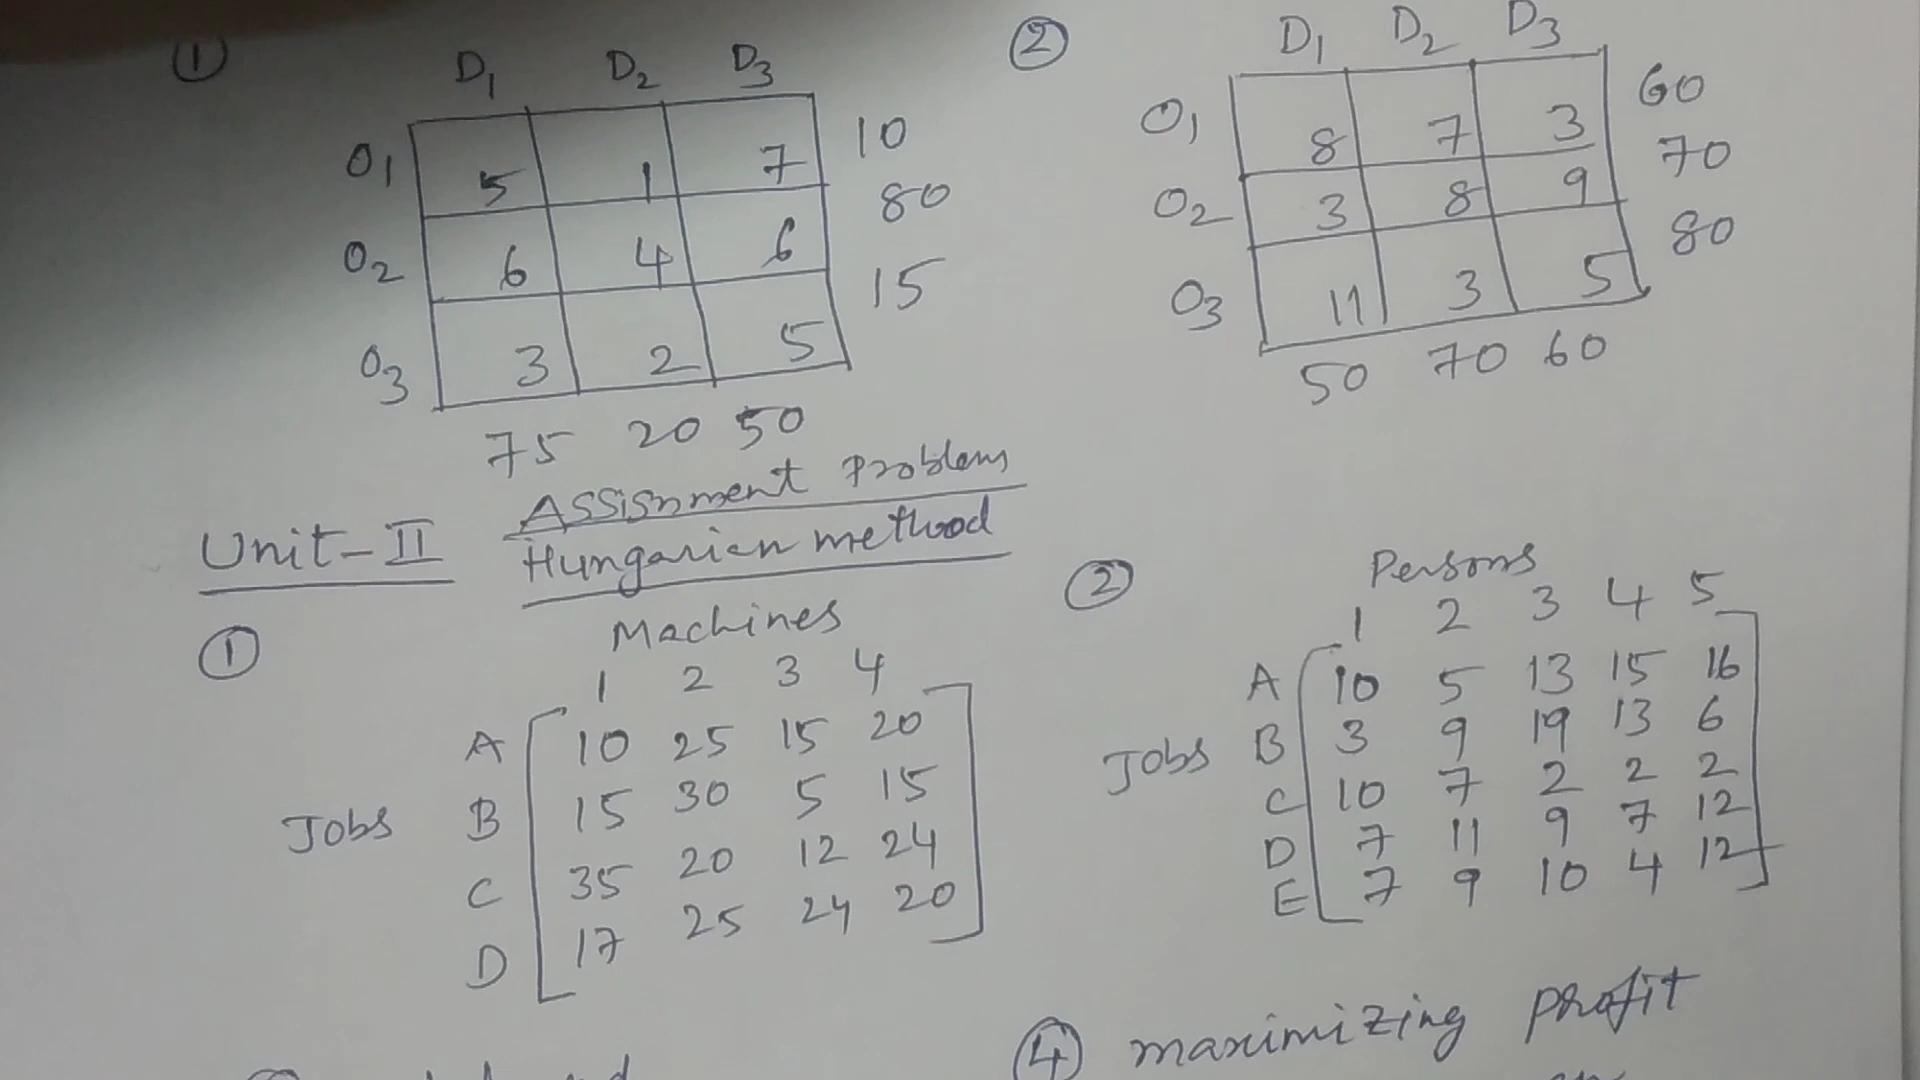 ① D1 D2 D3
O1 5 1 7 10
O2 6 4 6 80
O3 3 2 5 15
75 20 50
② D1 D2 D3
O1 8 7 3 60
O2 3 8 9 70
O3 11 3 5 80
50 70 60
Unit-II Assignment Problem
Hungarian method
① Machines
1 2 3 4
A 10 25 15 20
Jobs B 15 30 5 15
C 35 20 12 24
D 17 25 24 20
② Persons
1 2 3 4 5
A 10 5 13 15 16
Jobs B 3 9 19 13 6
C 10 7 2 2 2
D 7 11 9 7 12
E 7 9 10 4 12
④ maximizing profit